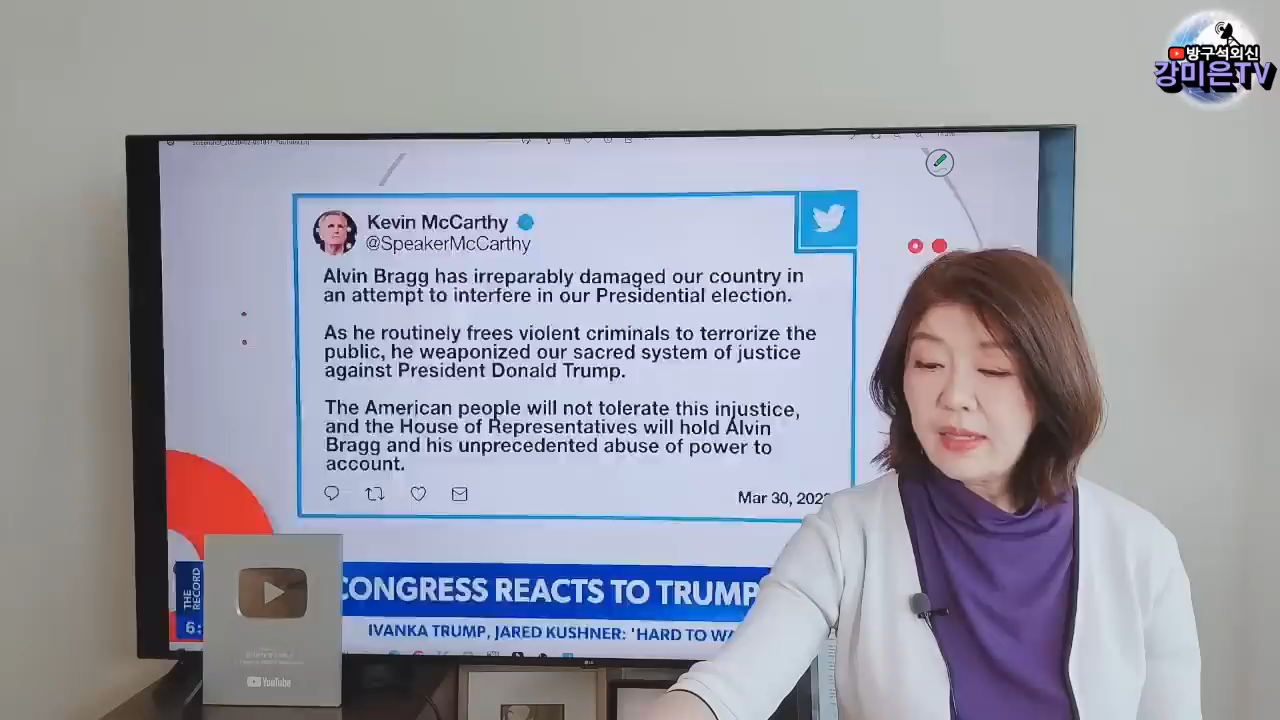 방구석외신
강미은TV
Kevin McCarthy
@SpeakerMcCarthy
Alvin Bragg has irreparably damaged our country in
an attempt to interfere in our Presidential election.
As he routinely frees violent criminals to terrorize the
public, he weaponized our sacred system of justice
against President Donald Trump.
The American people will not tolerate this injustice,
and the House of Representatives will hold Alvin
Bragg and his unprecedented abuse of power to
account.
Mar 30, 202
THE
RECORD
6:
CONGRESS REACTS TO TRUMP
IVANKA TRUMP, JARED KUSHNER: 'HARD TO WA
YouTube
LG